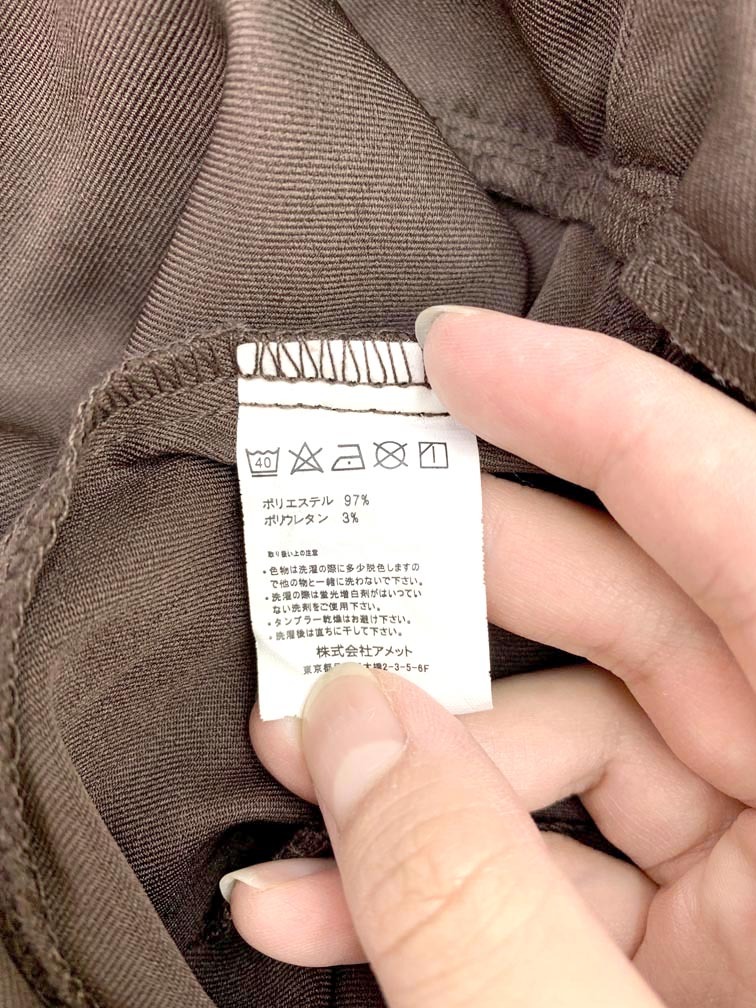 40
ポリエステル 97%
ポリウレタン 3%
取り扱い上の注意
・色物は洗濯の際に多少脱色しますの
で他の物と一緒に洗わないで下さい。
・洗濯の際は蛍光増白剤がはいってい
ない洗剤をご使用下さい。
・タンブラー乾燥はお避け下さい。
・洗濯後は直ちに干して下さい。
株式会社アメット
東京都 2-3-5-6F